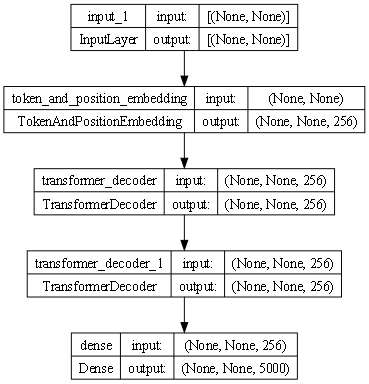 input_1 input: [(None, None)]
InputLayer output: [(None, None)]
token_and_position_embedding input: (None, None)
TokenAndPositionEmbedding output: (None, None, 256)
transformer_decoder input: (None, None, 256)
TransformerDecoder output: (None, None, 256)
transformer_decoder_1 input: (None, None, 256)
TransformerDecoder output: (None, None, 256)
dense input: (None, None, 256)
Dense output: (None, None, 5000)